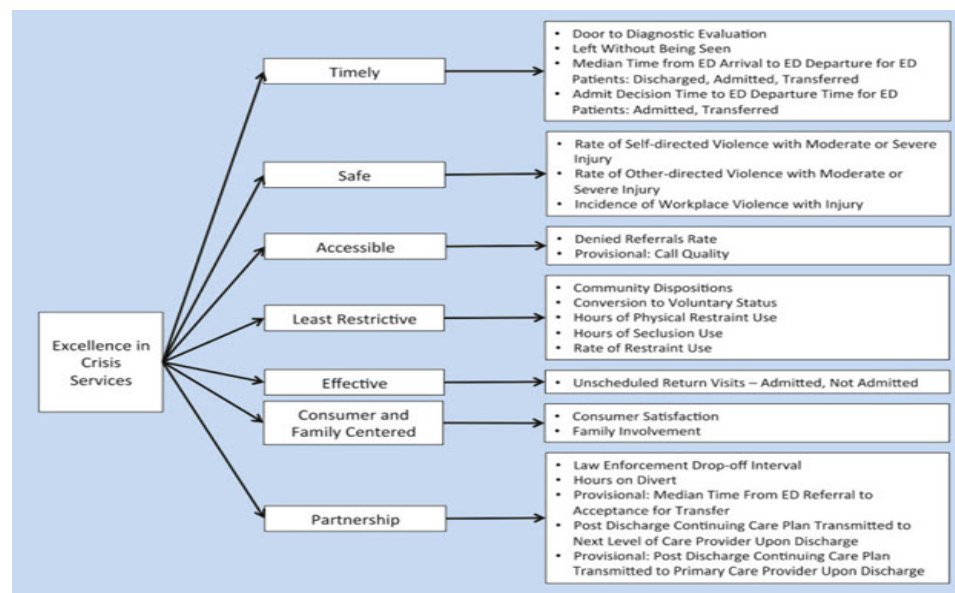 Excellence in
Crisis
Services
Timely
• Door to Diagnostic Evaluation
• Left Without Being Seen
• Median Time from ED Arrival to ED Departure for ED
Patients: Discharged, Admitted, Transferred
• Admit Decision Time to ED Departure Time for ED
Patients: Admitted, Transferred
Safe
• Rate of Self-directed Violence with Moderate or Severe
Injury
• Rate of Other-directed Violence with Moderate or
Severe Injury
• Incidence of Workplace Violence with Injury
Accessible
• Denied Referrals Rate
• Provisional: Call Quality
Least Restrictive
• Community Dispositions
• Conversion to Voluntary Status
• Hours of Physical Restraint Use
• Hours of Seclusion Use
• Rate of Restraint Use
Effective
• Unscheduled Return Visits – Admitted, Not Admitted
Consumer and
Family Centered
• Consumer Satisfaction
• Family Involvement
Partnership
• Law Enforcement Drop-off Interval
• Hours on Divert
• Provisional: Median Time From ED Referral to
Acceptance for Transfer
• Post Discharge Continuing Care Plan Transmitted to
Next Level of Care Provider Upon Discharge
• Provisional: Post Discharge Continuing Care Plan
Transmitted to Primary Care Provider Upon Discharge